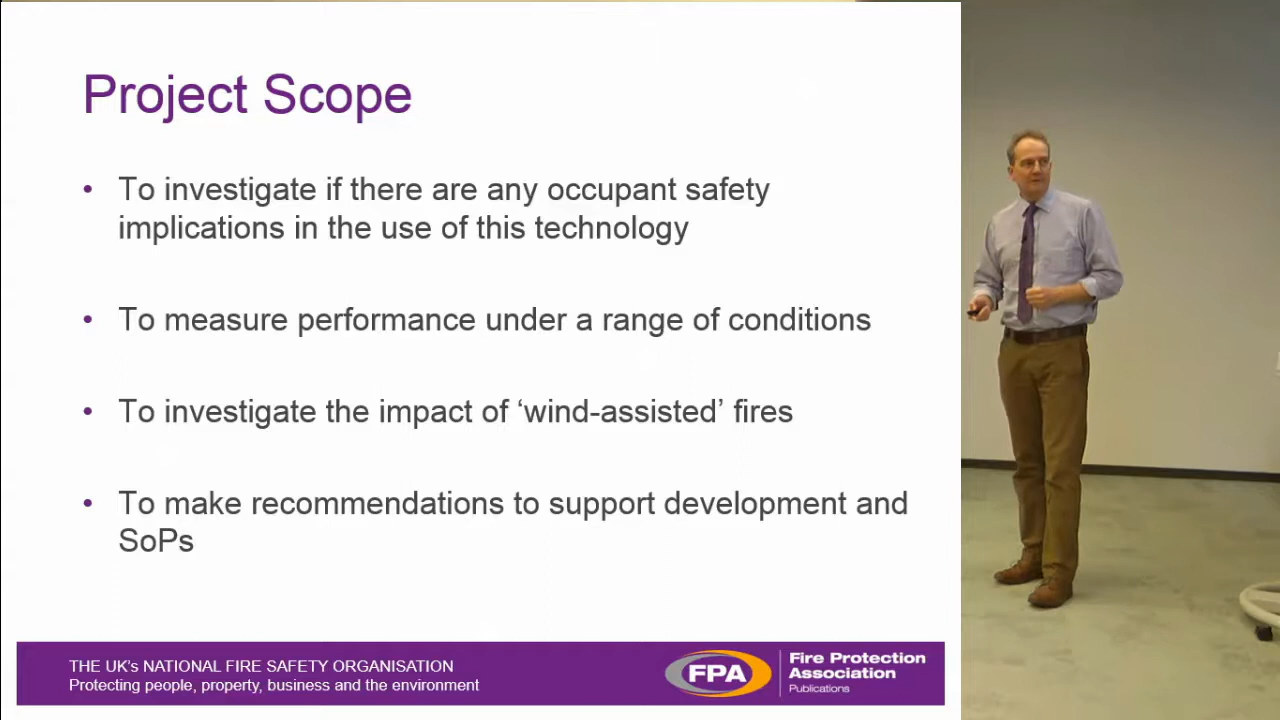 Project Scope
• To investigate if there are any occupant safety
implications in the use of this technology
• To measure performance under a range of conditions
• To investigate the impact of ‘wind-assisted’ fires
• To make recommendations to support development and
SoPs
THE UK's NATIONAL FIRE SAFETY ORGANISATION
Protecting people, property, business and the environment
FPA
Fire Protection
Association
Publications